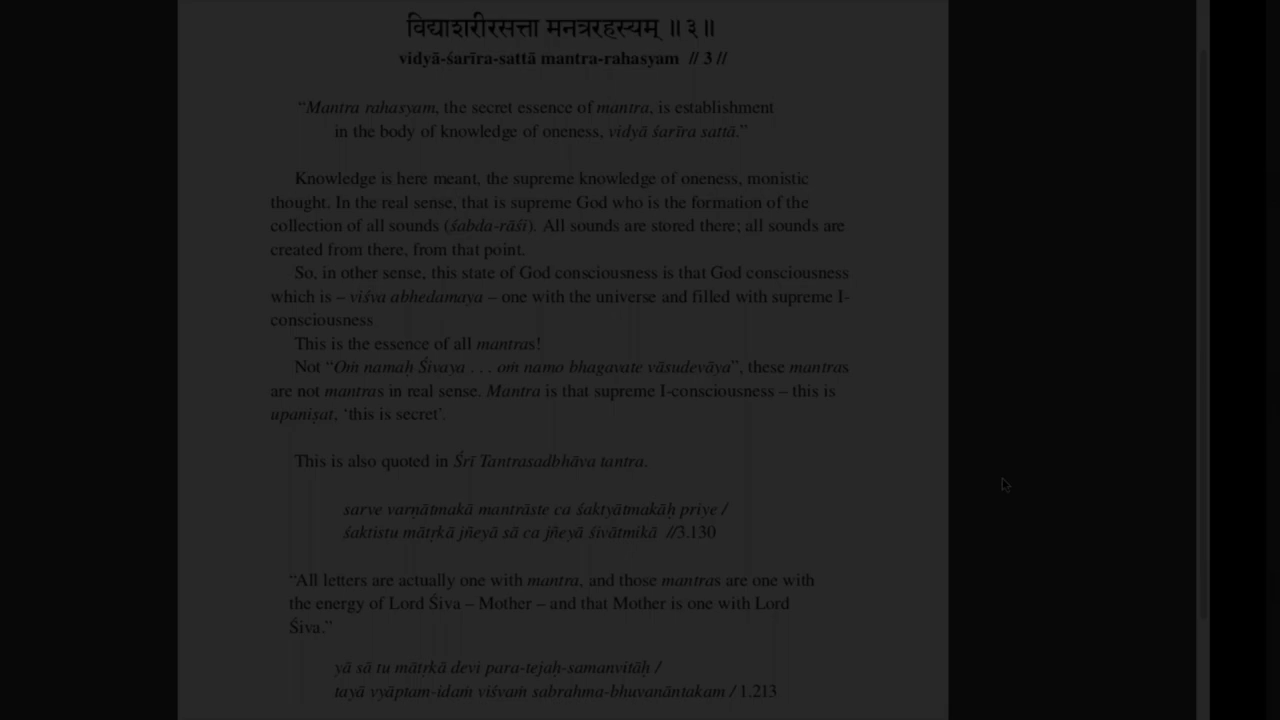 विद्याशरीरसत्ता मनत्ररहस्यम् ॥ ३ ॥
vidyā-śarīra-sattā mantra-rahasyam // 3 //
“Mantra rahasyam, the secret essence of mantra, is establishment
in the body of knowledge of oneness, vidyā śarīra sattā.”
Knowledge is here meant, the supreme knowledge of oneness, monistic
thought. In the real sense, that is supreme God who is the formation of the
collection of all sounds (śabda-rāśī). All sounds are stored there; all sounds are
created from there, from that point.
So, in other sense, this state of God consciousness is that God consciousness
which is – viśva abhedamaya – one with the universe and filled with supreme I-
consciousness
This is the essence of all mantras!
Not “Oṁ namaḥ Śivaya . . . oṁ namo bhagavate vāsudevāya”, these mantras
are not mantras in real sense. Mantra is that supreme I-consciousness – this is
upaniṣat, ‘this is secret’.
This is also quoted in Śrī Tantrasadbhāva tantra.
sarve varṇātmakā mantrāste ca śaktyātmakāḥ priye /
śaktistu mātṛkā jñeyā sā ca jñeyā śivātmikā //3.130
“All letters are actually one with mantra, and those mantras are one with
the energy of Lord Śiva – Mother – and that Mother is one with Lord
Śiva.”
yā sā tu mātṛkā devi para-tejaḥ-samanvitāḥ /
tayā vyāptam-idaṁ viśvaṁ sabrahma-bhuvanāntakam / 1.213